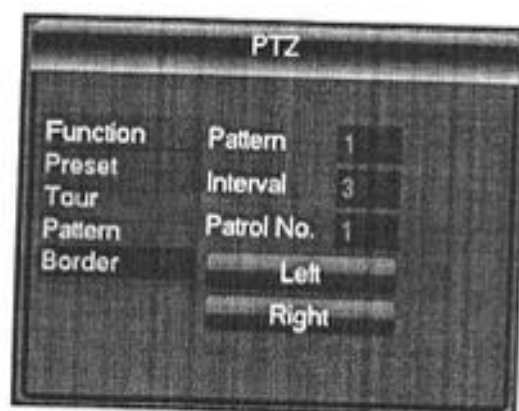 PTZ
Function
Preset
Tour
Pattern
Border
Pattern 1
Interval 3
Patrol No. 1
Left
Right